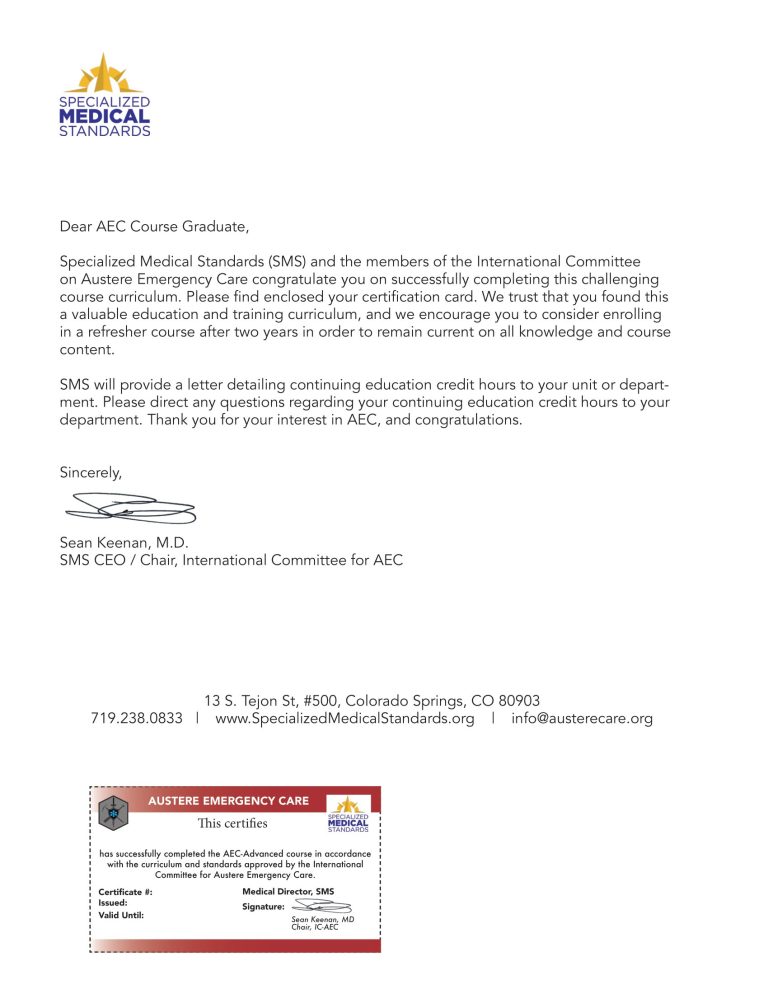 SPECIALIZED
MEDICAL
STANDARDS
Dear AEC Course Graduate,
Specialized Medical Standards (SMS) and the members of the International Committee
on Austere Emergency Care congratulate you on successfully completing this challenging
course curriculum. Please find enclosed your certification card. We trust that you found this
a valuable education and training curriculum, and we encourage you to consider enrolling
in a refresher course after two years in order to remain current on all knowledge and course
content.
SMS will provide a letter detailing continuing education credit hours to your unit or depart-
ment. Please direct any questions regarding your continuing education credit hours to your
department. Thank you for your interest in AEC, and congratulations.
Sincerely,
Sean Keenan, M.D.
SMS CEO / Chair, International Committee for AEC
13 S. Tejon St, #500, Colorado Springs, CO 80903
719.238.0833 | www.SpecializedMedicalStandards.org | info@austerecare.org
AUSTERE EMERGENCY CARE
SPECIALIZED
MEDICAL
STANDARDS
This certifies
has successfully completed the AEC-Advanced course in accordance
with the curriculum and standards approved by the International
Committee for Austere Emergency Care.
Certificate #:
Issued:
Valid Until:
Medical Director, SMS
Signature:
Sean Keenan, MD
Chair, IC-AEC